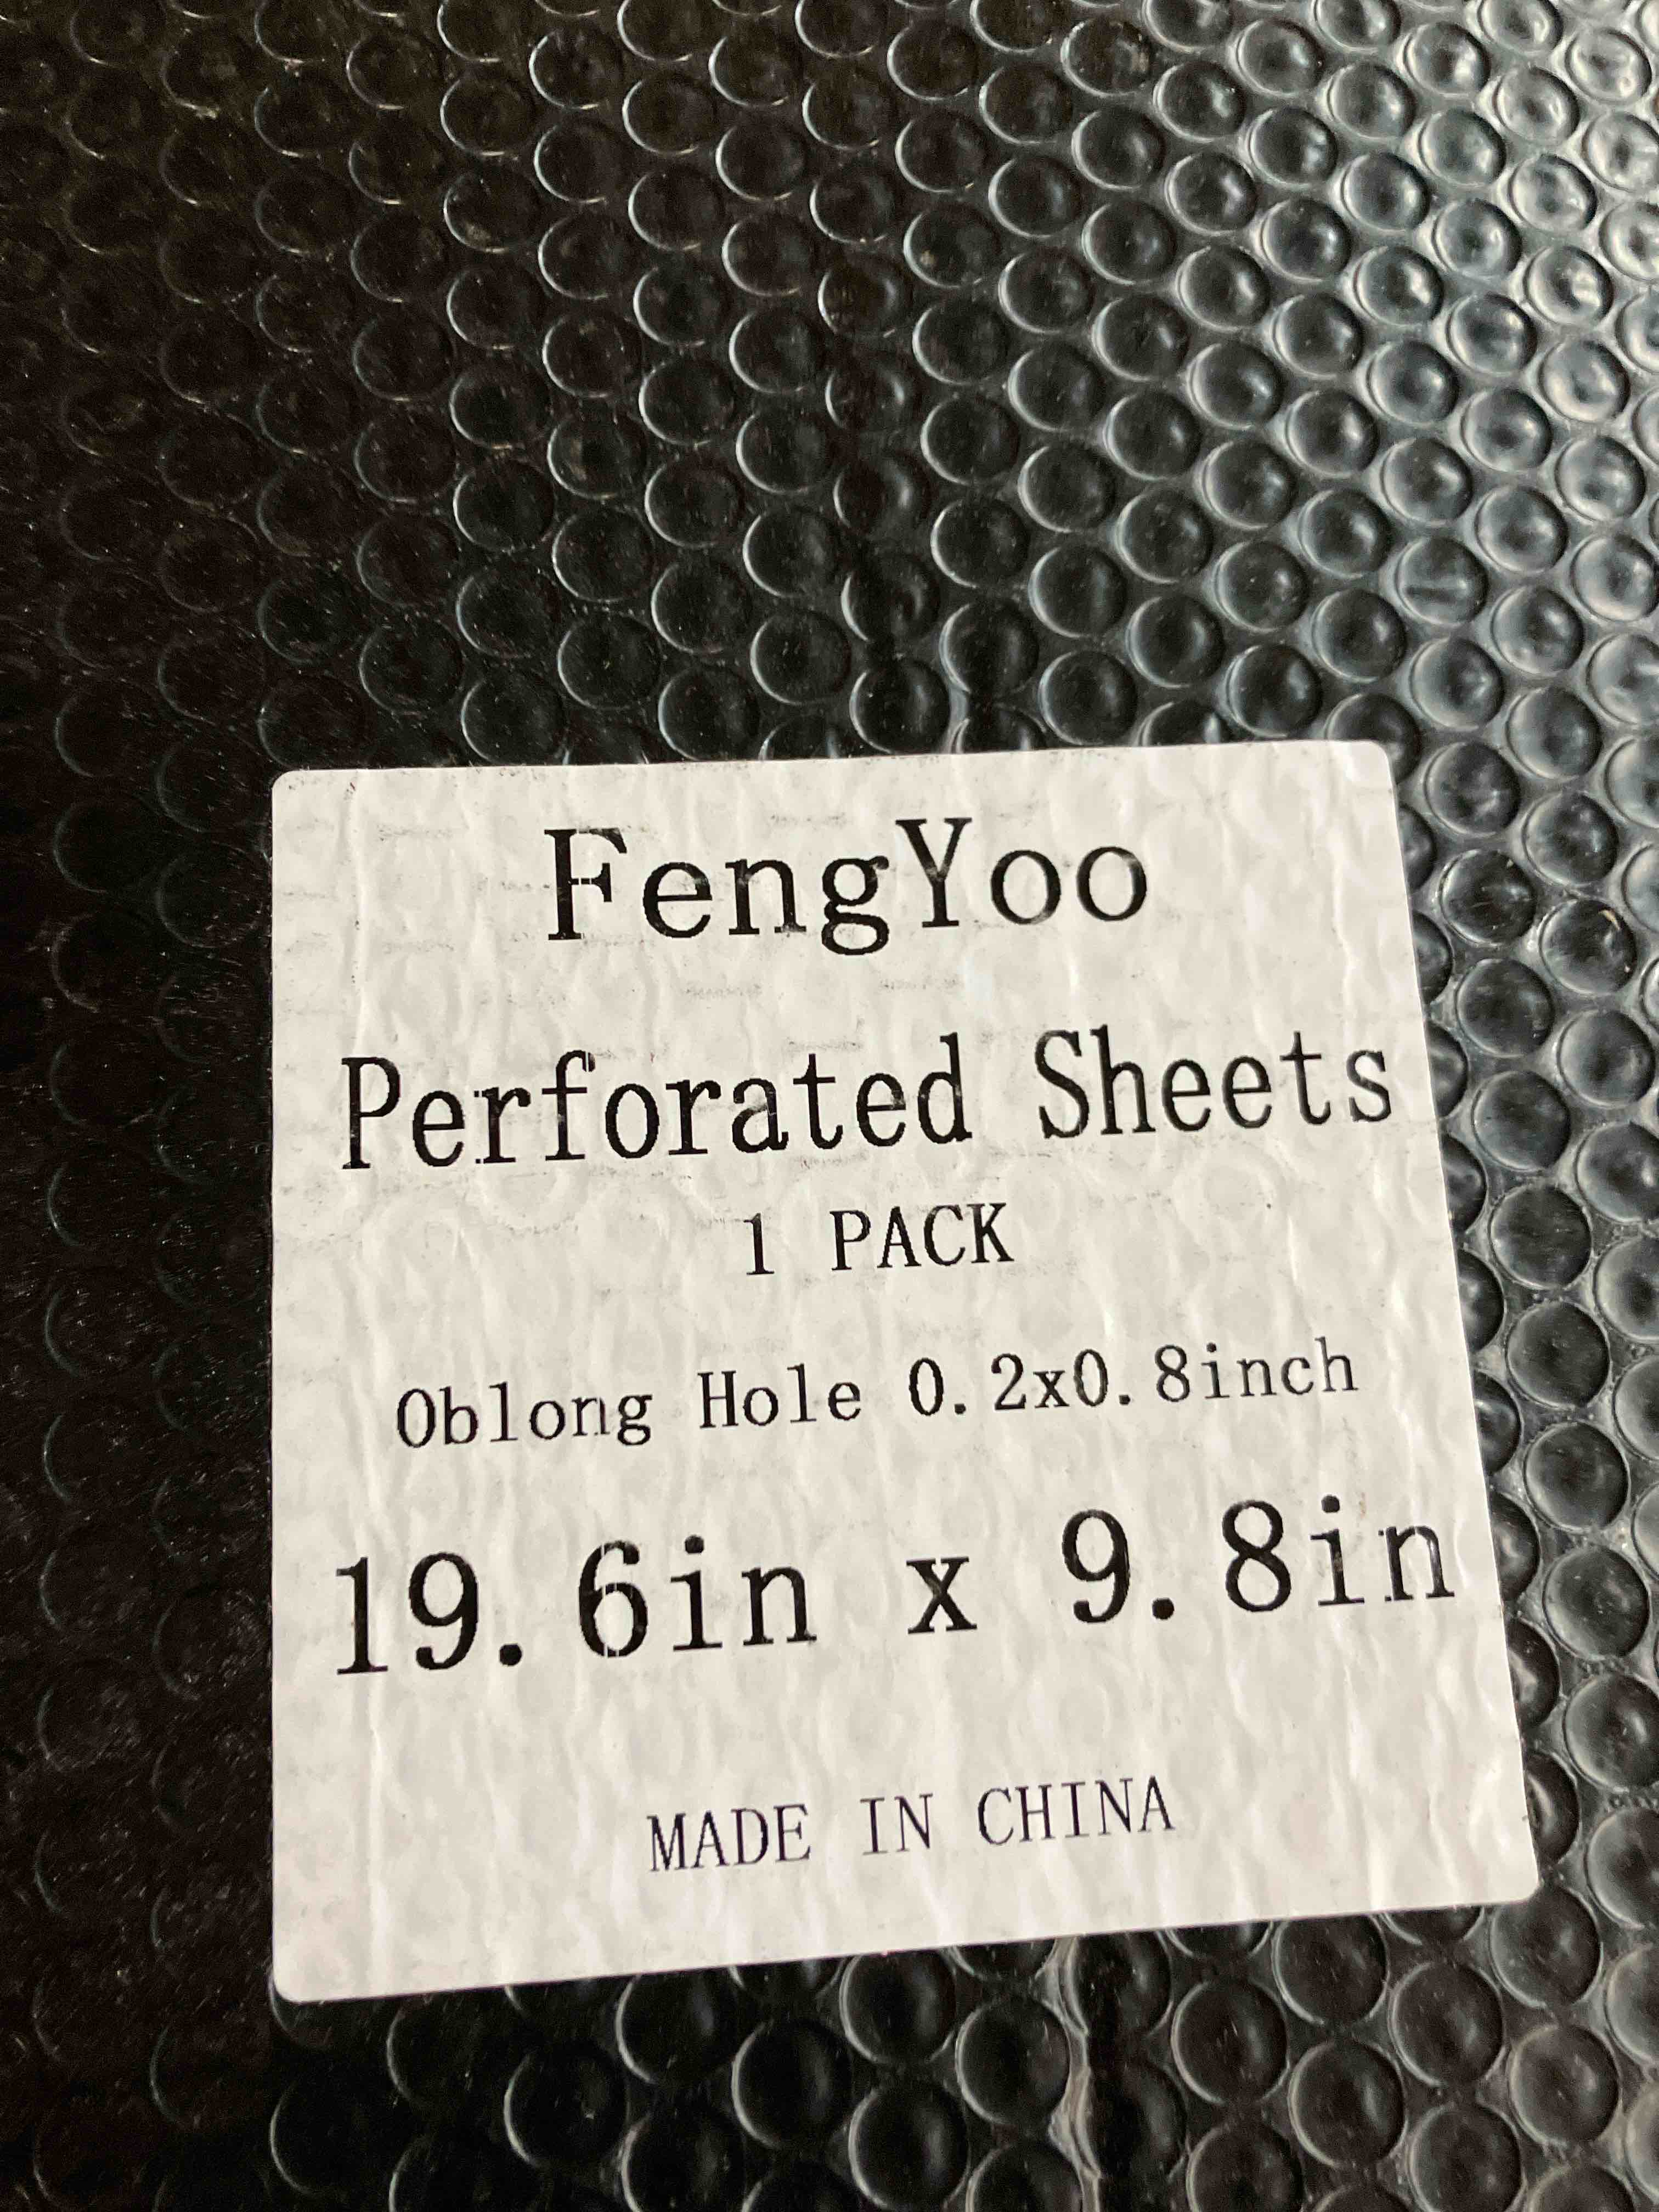 FengYoo
Perforated Sheets
1 PACK
Oblong Hole 0.2x0.8inch
19.6in x 9.8in
MADE IN CHINA